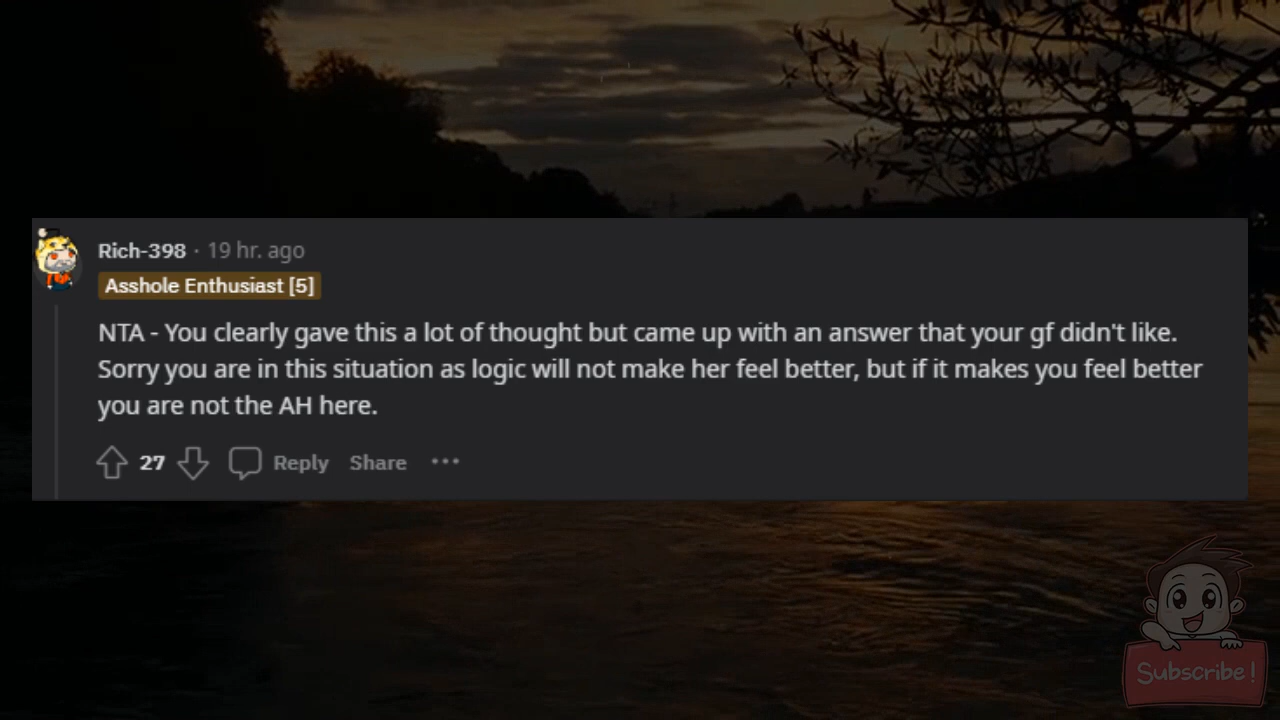 Rich-398 · 19 hr. ago
Asshole Enthusiast [5]
NTA - You clearly gave this a lot of thought but came up with an answer that your gf didn't like.
Sorry you are in this situation as logic will not make her feel better, but if it makes you feel better
you are not the AH here.
27 Reply Share ···
Subscribe!